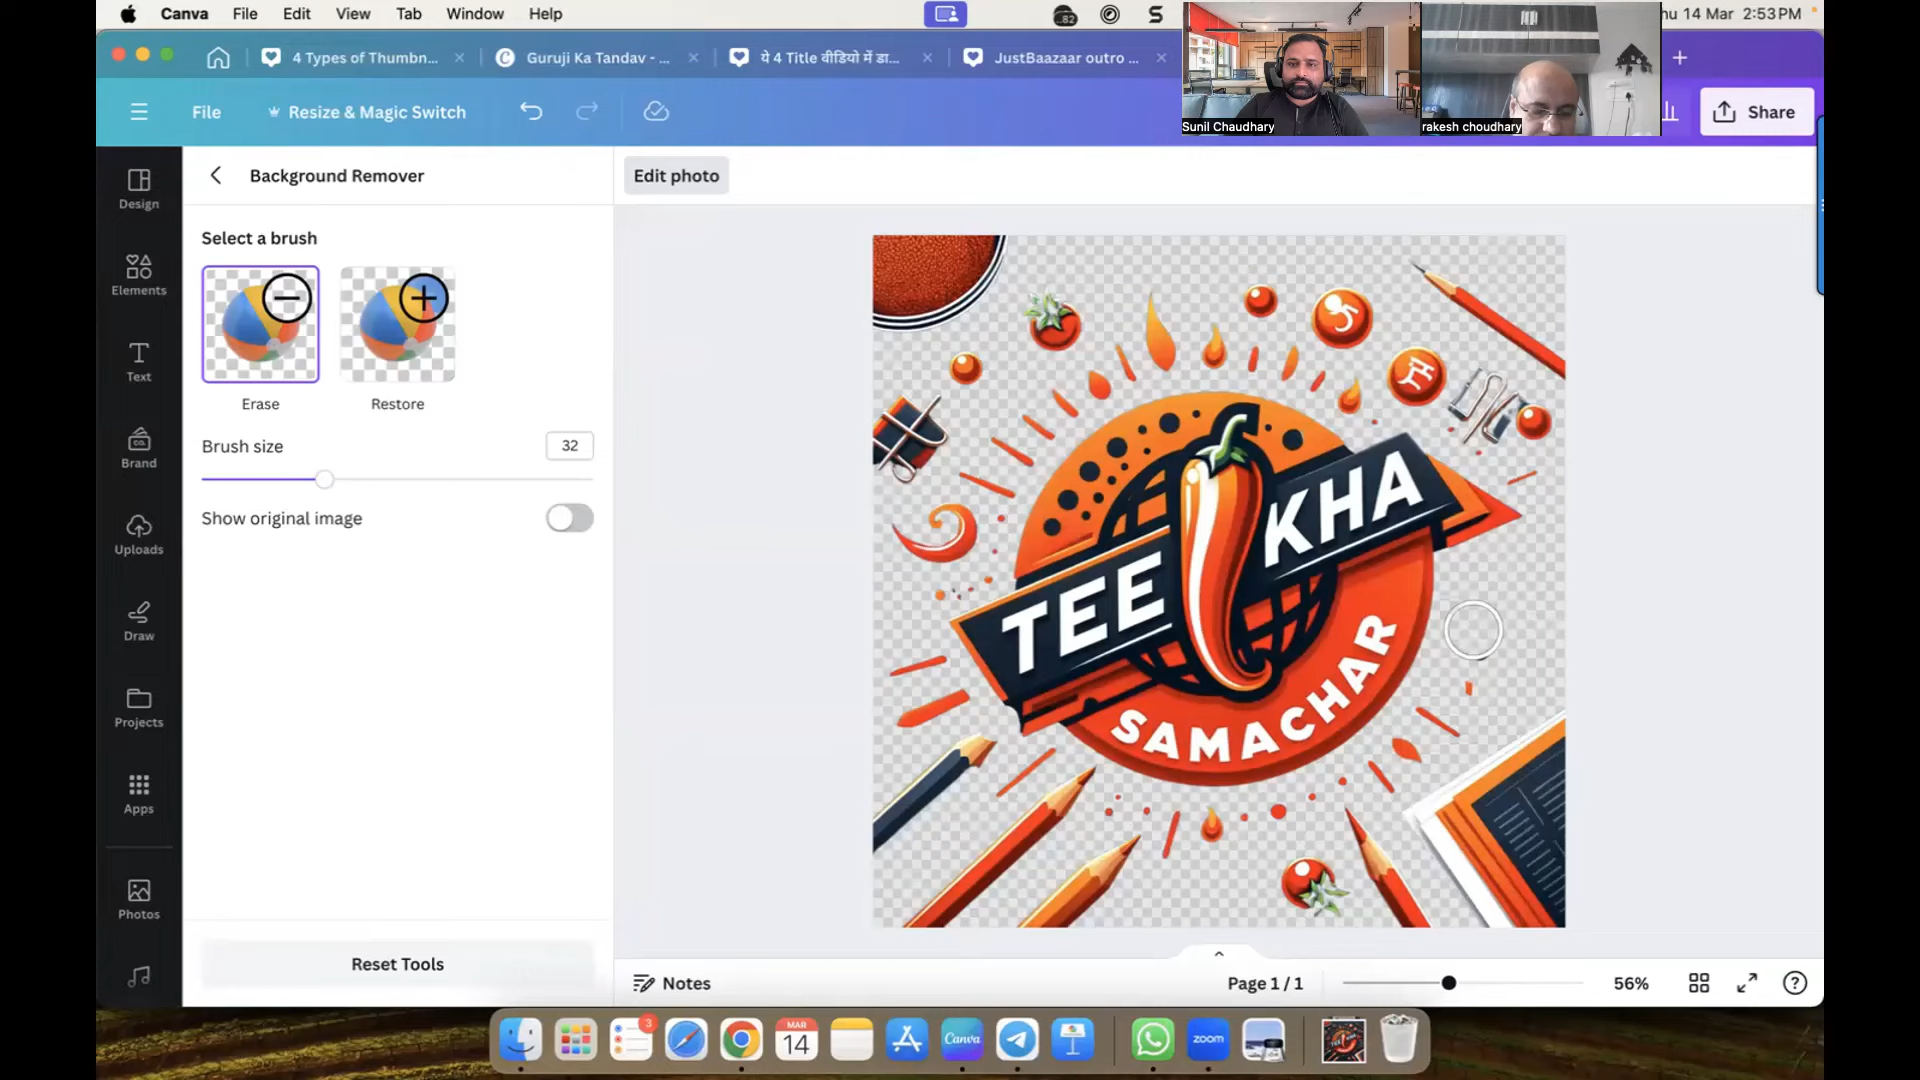 Canva File Edit View Tab Window Help
.82
hu 14 Mar 2:53 PM
4 Types of Thumbn...
Guruji Ka Tandav - ...
ये 4 Title वीडियो में डा...
JustBaazaar outro ...
File
Resize & Magic Switch
Share
Sunil Chaudhary
rakesh choudhary
Design
Elements
Text
Brand
Uploads
Draw
Projects
Apps
Photos
Background Remover
Select a brush
Erase
Restore
Brush size
32
Show original image
Reset Tools
Edit photo
TEE KHA
SAMACHAR
Notes
Page 1 / 1
56%
3
MAR
14
Canva
zoom